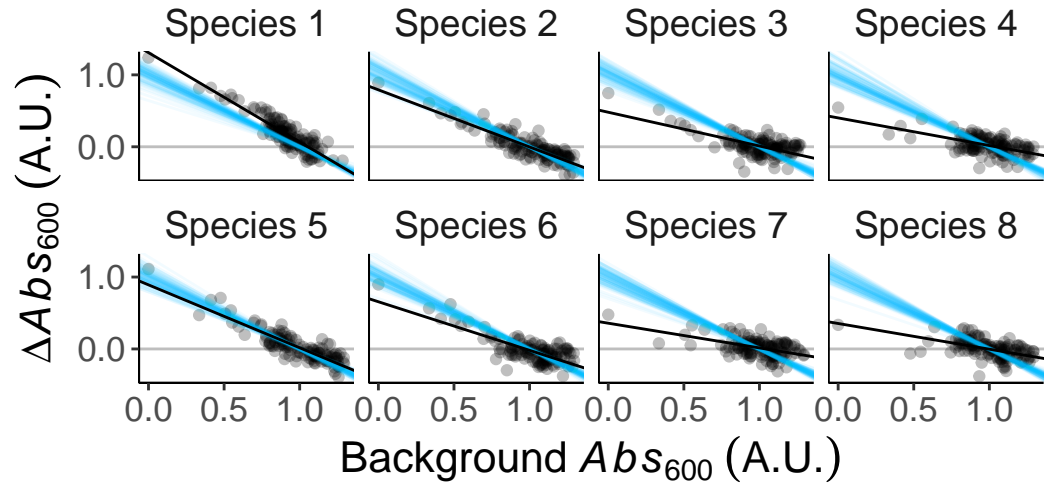 Species 1 Species 2 Species 3 Species 4
1.0
0.0
Species 5 Species 6 Species 7 Species 8
1.0
0.0
0.0 0.5 1.0 0.0 0.5 1.0 0.0 0.5 1.0 0.0 0.5 1.0
ΔAbs600 (A.U.)
Background Abs600 (A.U.)